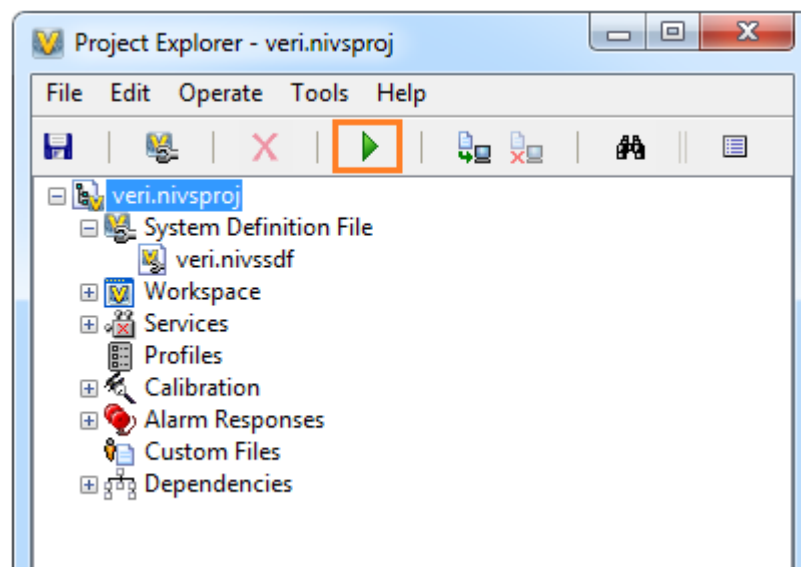 Project Explorer - veri.nivsproj
File Edit Operate Tools Help
veri.nivsproj
System Definition File
veri.nivssdf
Workspace
Services
Profiles
Calibration
Alarm Responses
Custom Files
Dependencies